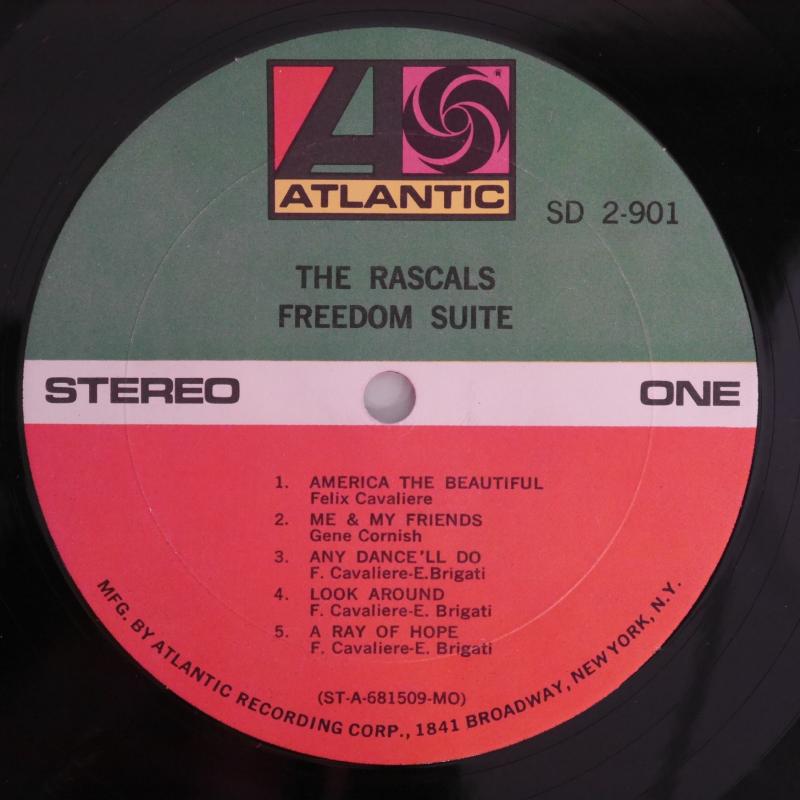 ATLANTIC
®
SD 2-901
THE RASCALS
FREEDOM SUITE
STEREO
ONE
1. AMERICA THE BEAUTIFUL
Felix Cavaliere
2. ME & MY FRIENDS
Gene Cornish
3. ANY DANCE'LL DO
F. Cavaliere-E.Brigati
4. LOOK AROUND
F. Cavaliere-E. Brigati
5. A RAY OF HOPE
F. Cavaliere-E. Brigati
(ST-A-681509-MO)
MFG. BY ATLANTIC RECORDING CORP., 1841 BROADWAY, NEW YORK, N.Y.